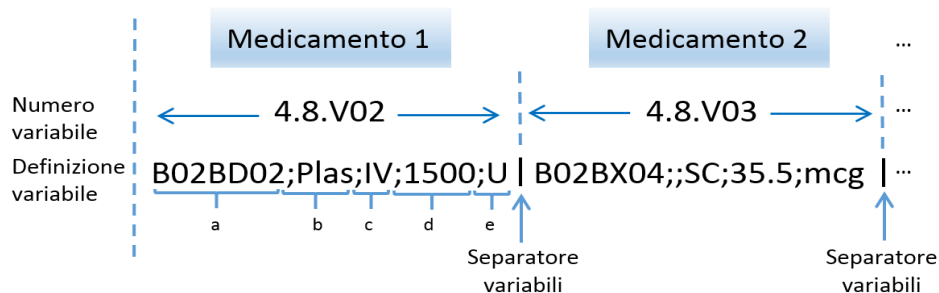 Medicamento 1 Medicamento 2 ...
Numero variabile 4.8.V02 4.8.V03 ...
Definizione variabile B02BD02;Plas;IV;1500;U | B02BX04;;SC;35.5;mcg | ...
a b c d e
Separatore variabili Separatore variabili